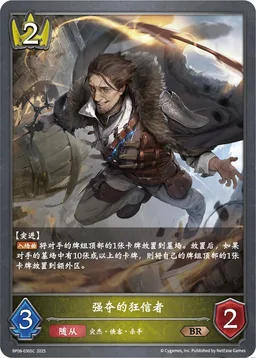 2
【突进】
入场曲 将对手的牌组顶部的1张卡牌放置到墓场。放置后，如果
对手的墓场中有10张或以上的卡牌，则将自己的牌组顶部的1张
卡牌放置到额外区。
强夺的狂信者
3
随从
BR
2
BP06-030SC 2025
© Cygames, Inc. Published by NetEase Games